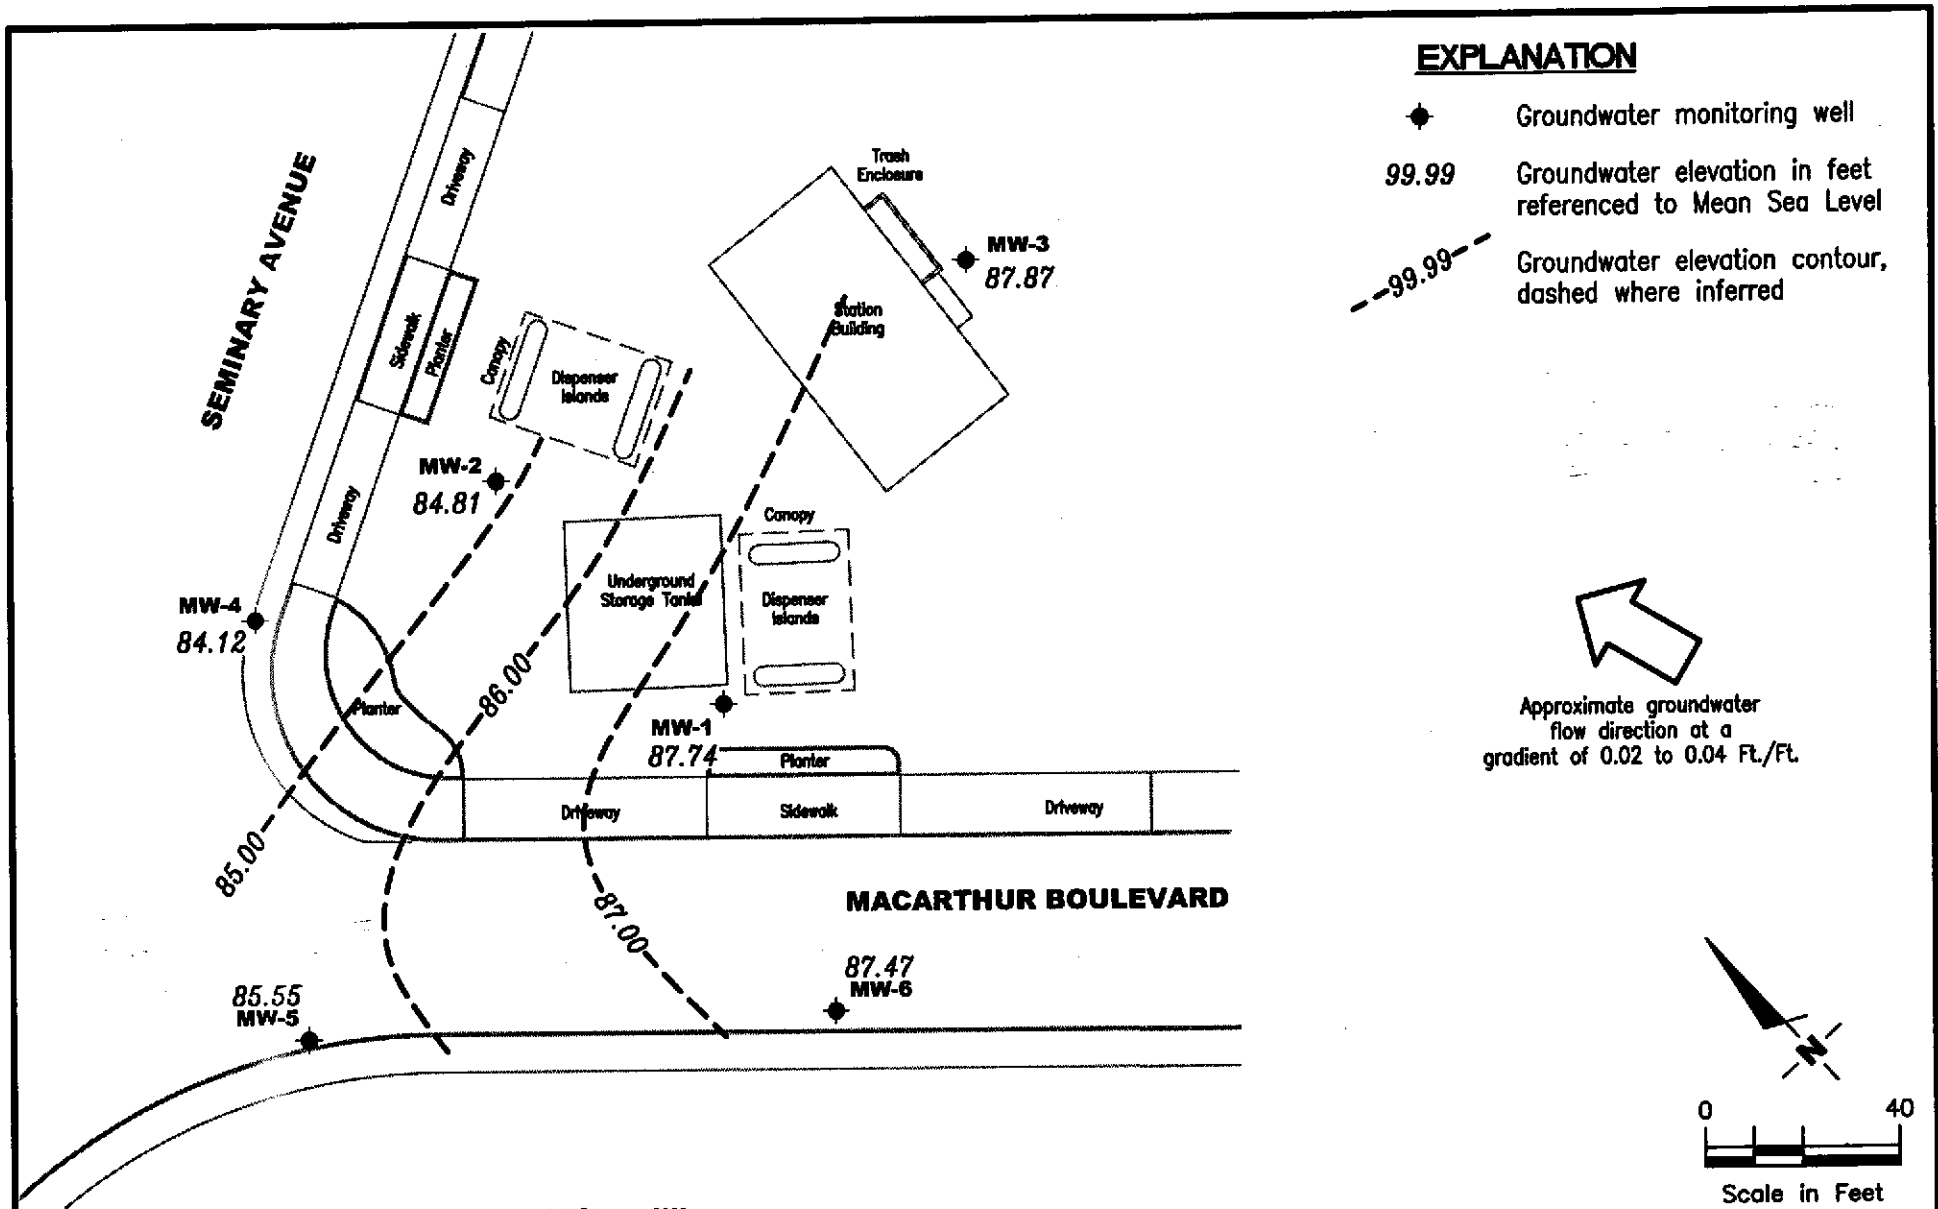 EXPLANATION
Groundwater monitoring well
99.99
Groundwater elevation in feet
referenced to Mean Sea Level
99.99
Groundwater elevation contour,
dashed where inferred
SEMINARY AVENUE
Driveway
Trash
Enclosure
MW-3
87.87
Station
Building
Sidewalk
Planter
Canopy
Dispenser
Islands
MW-2
84.81
Driveway
Canopy
Underground
Storage Tanks
Dispenser
Islands
MW-4
84.12
86.00
Planter
MW-1
87.74
Planter
Driveway
Sidewalk
Driveway
85.00
87.00
MACARTHUR BOULEVARD
85.55
MW-5
87.47
MW-6
Approximate groundwater
flow direction at a
gradient of 0.02 to 0.04 Ft./Ft.
N
0 40
Scale in Feet